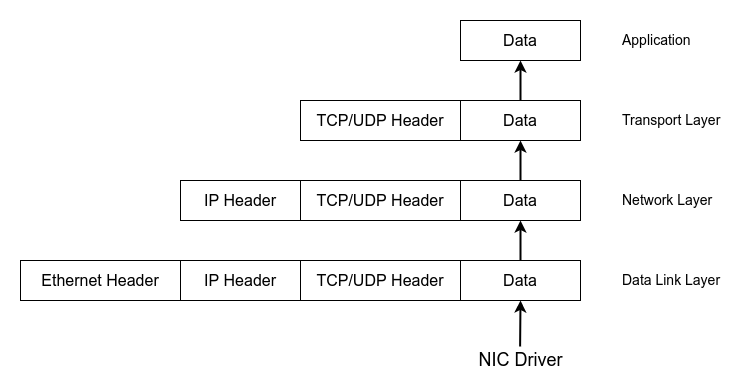 Data Application
TCP/UDP Header Data Transport Layer
IP Header TCP/UDP Header Data Network Layer
Ethernet Header IP Header TCP/UDP Header Data Data Link Layer
NIC Driver